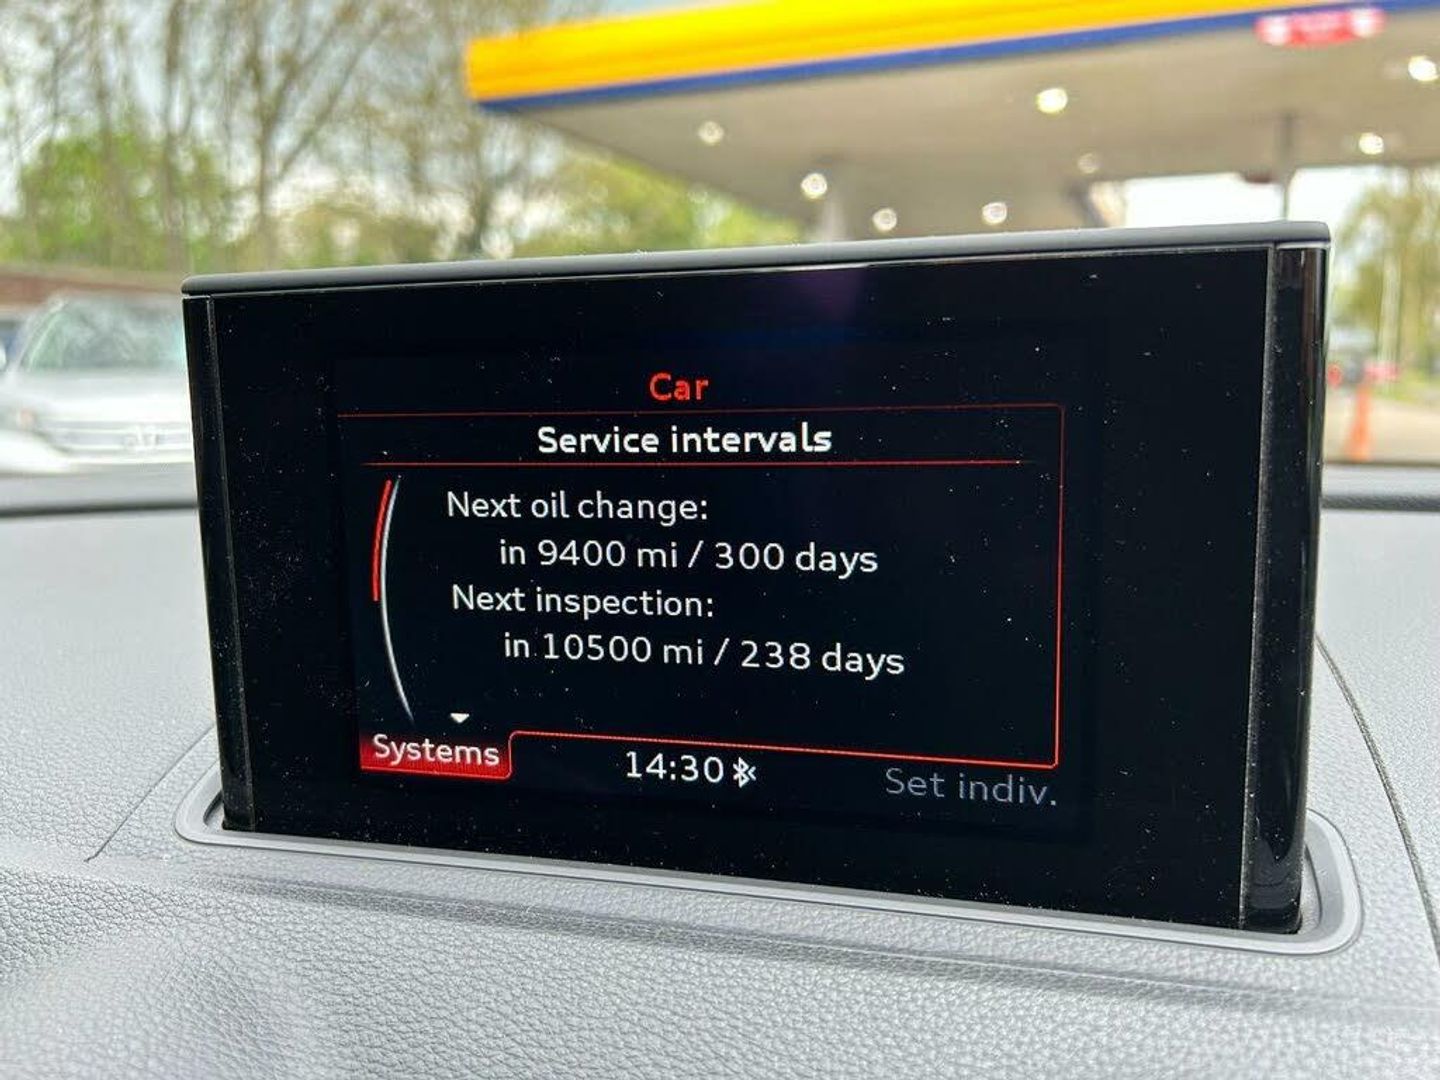 Car
Service intervals
Next oil change:
in 9400 mi / 300 days
Next inspection:
in 10500 mi / 238 days
Systems
14:30
Set indiv.